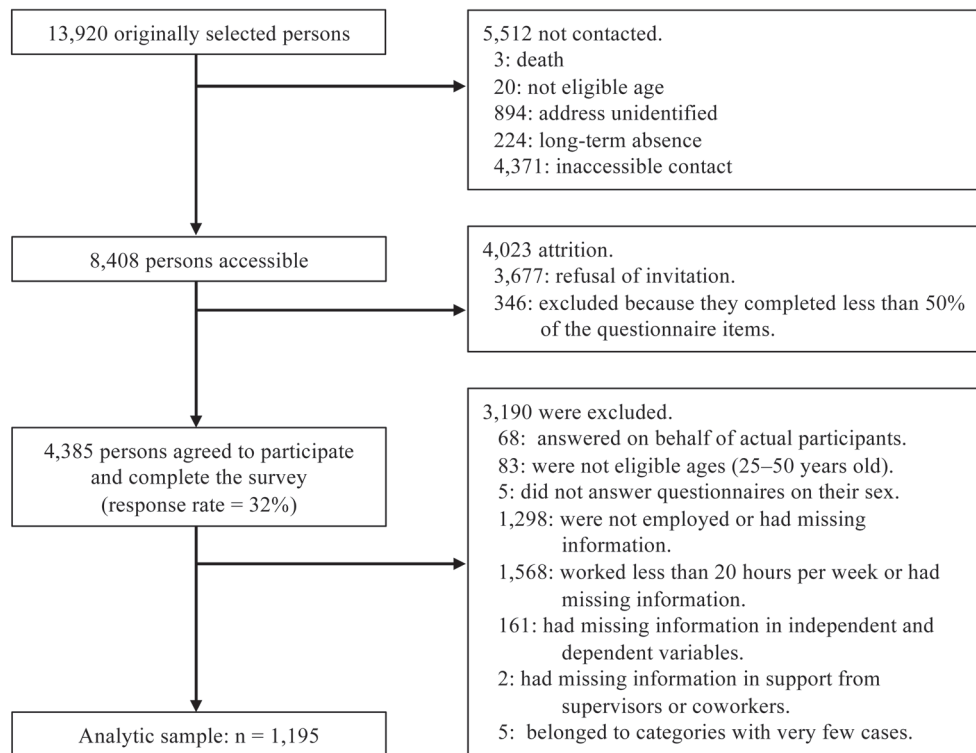 13,920 originally selected persons
5,512 not contacted.
3: death
20: not eligible age
894: address unidentified
224: long-term absence
4,371: inaccessible contact
8,408 persons accessible
4,023 attrition.
3,677: refusal of invitation.
346: excluded because they completed less than 50%
of the questionnaire items.
4,385 persons agreed to participate
and complete the survey
(response rate = 32%)
3,190 were excluded.
68: answered on behalf of actual participants.
83: were not eligible ages (25–50 years old).
5: did not answer questionnaires on their sex.
1,298: were not employed or had missing
information.
1,568: worked less than 20 hours per week or had
missing information.
161: had missing information in independent and
dependent variables.
2: had missing information in support from
supervisors or coworkers.
5: belonged to categories with very few cases.
Analytic sample: n = 1,195